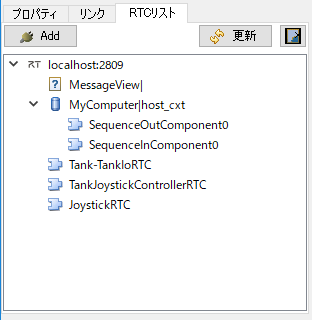 プロパティ リンク RTCリスト
Add 更新
RT localhost:2809
? MessageView|
MyComputer|host_cxt
SequenceOutComponent0
SequenceInComponent0
Tank-TankIoRTC
TankJoystickControllerRTC
JoystickRTC